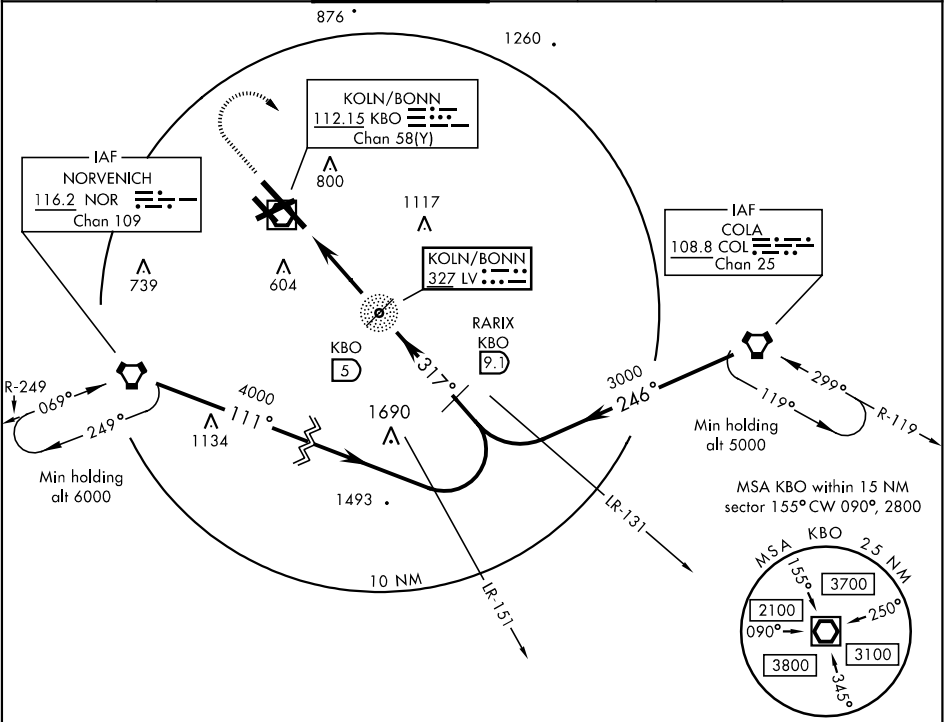 876
1260
KOLN/BONN
112.15 KBO
Chan 58(Y)
IAF
NORVENICH
116.2 NOR
Chan 109
800
1117
IAF
COLA
108.8 COL
Chan 25
739
604
KOLN/BONN
327 LV
KBO
5
RARIX
KBO
9.1
R-249
069°
249°
Min holding
alt 6000
4000
111°
1134
317°
1690
3000
246°
299°
119°
R-119
Min holding
alt 5000
1493
10 NM
LR-131
LR-151
MSA KBO within 15 NM
sector 155° CW 090°, 2800
MSA KBO 25 NM
155°
3700
2100
250°
090°
3100
3800
345°